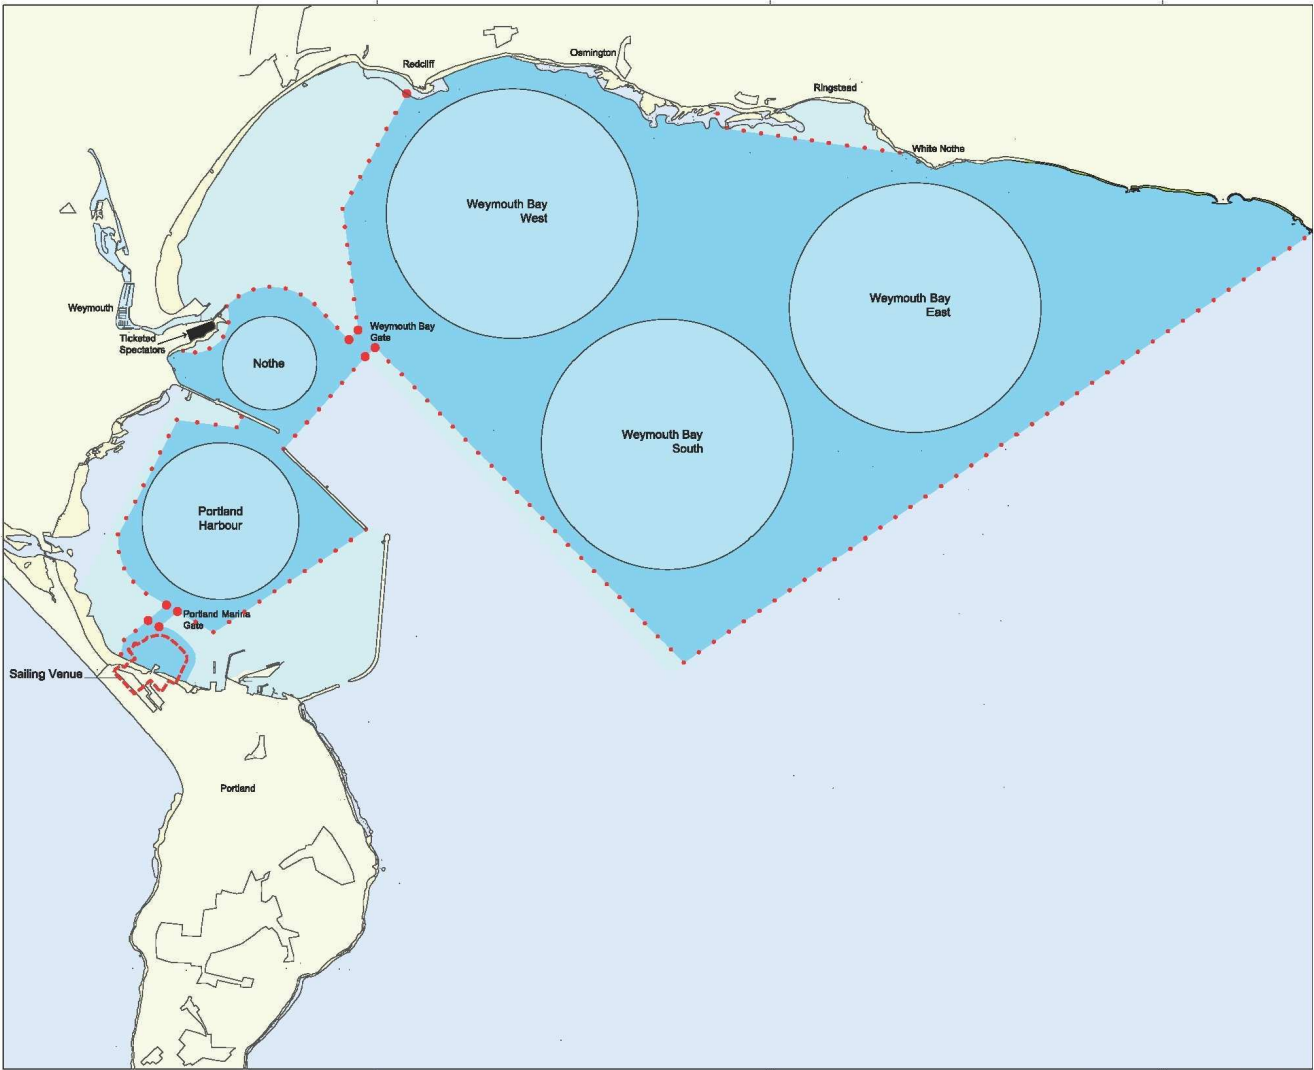 Osmington
Redcliff
Ringstead
White Nothe
Weymouth Bay
West
Weymouth Bay
East
Weymouth
Ticketed
Spectators
Weymouth Bay
Gate
Nothe
Weymouth Bay
South
Portland
Harbour
Portland Marina
Gate
Sailing Venue
Portland